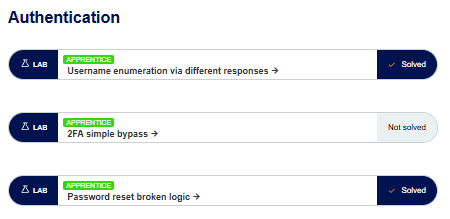 Authentication
LAB
APPRENTICE
Username enumeration via different responses →
✓ Solved
LAB
APPRENTICE
2FA simple bypass →
Not solved
LAB
APPRENTICE
Password reset broken logic →
✓ Solved